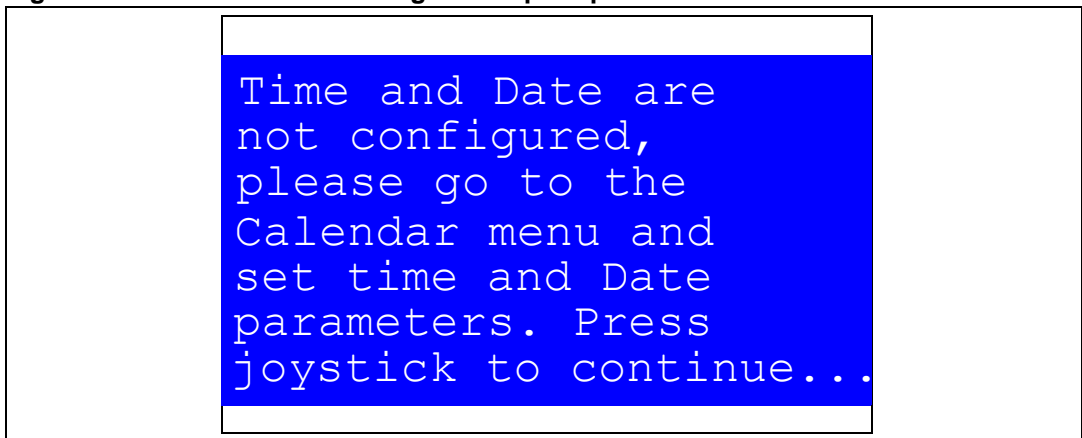 Time and Date are
not configured,
please go to the
Calendar menu and
set time and Date
parameters. Press
joystick to continue...